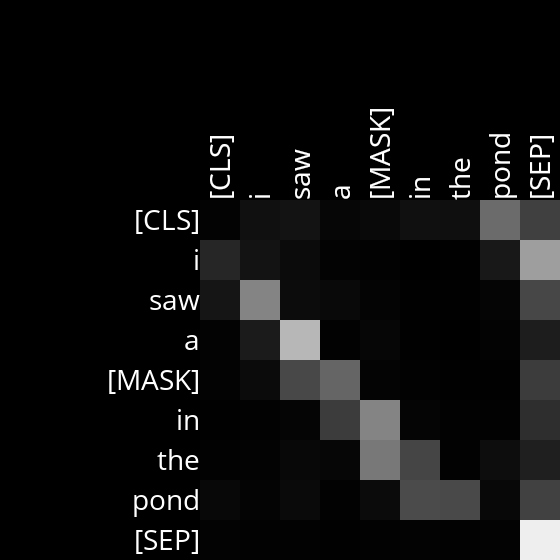 [CLS] i saw a [MASK] in the pond [SEP]
[CLS]
i
saw
a
[MASK]
in
the
pond
[SEP]